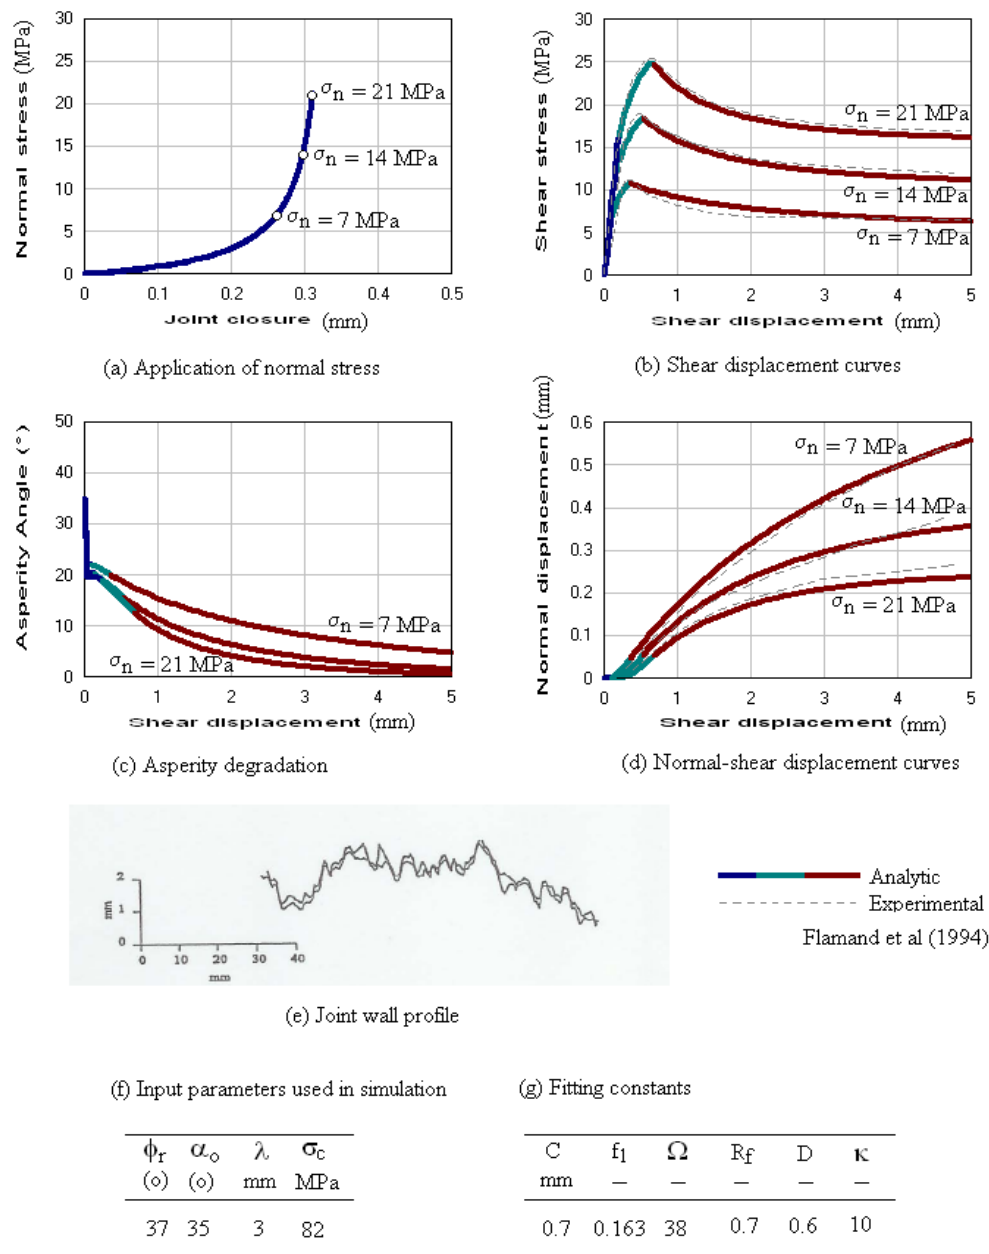 Normal stress (MPa)
30
25
20
15
10
5
0
σn = 21 MPa
σn = 14 MPa
σn = 7 MPa
0 0.1 0.2 0.3 0.4 0.5
Joint closure (mm)
(a) Application of normal stress
Shear stress (MPa)
30
25
20
15
10
5
0
σn = 21 MPa
σn = 14 MPa
σn = 7 MPa
0 1 2 3 4 5
Shear displacement (mm)
(b) Shear displacement curves
Asperity Angle (°)
50
40
30
20
10
0
σn = 7 MPa
σn = 21 MPa
0 1 2 3 4 5
Shear displacement (mm)
(c) Asperity degradation
Normal displacement (mm)
0.6
0.5
0.4
0.3
0.2
0.1
0
σn = 7 MPa
σn = 14 MPa
σn = 21 MPa
0 1 2 3 4 5
Shear displacement (mm)
(d) Normal-shear displacement curves
mm
2
1
0
0 10 20 30 40
mm
(e) Joint wall profile
Analytic
Experimental
Flamand et al (1994)
(f) Input parameters used in simulation
ϕr αo λ σc
(o) (o) mm MPa
37 35 3 82
(g) Fitting constants
C f1 Ω Rf D κ
mm – – – – –
0.7 0.163 38 0.7 0.6 10